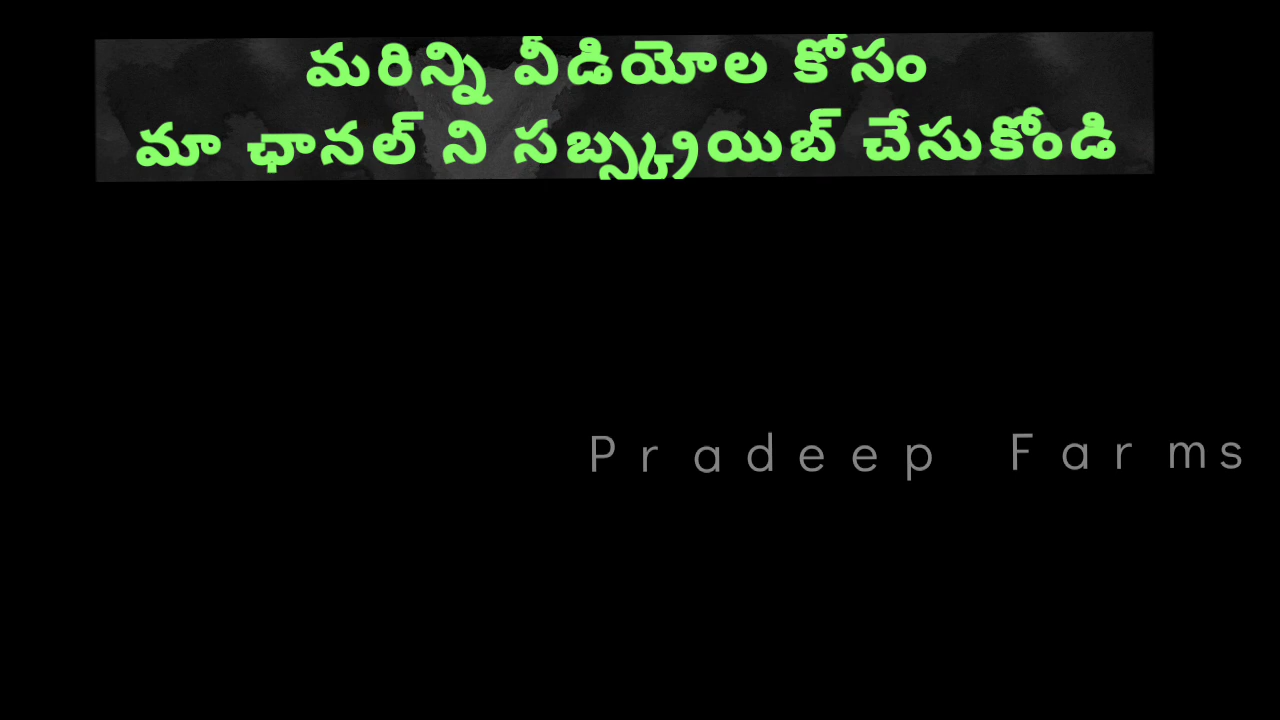 మరిన్ని వీడియోల కోసం
మా ఛానల్ ని సబ్స్క్రయిబ్ చేసుకోండి
Pradeep Farms